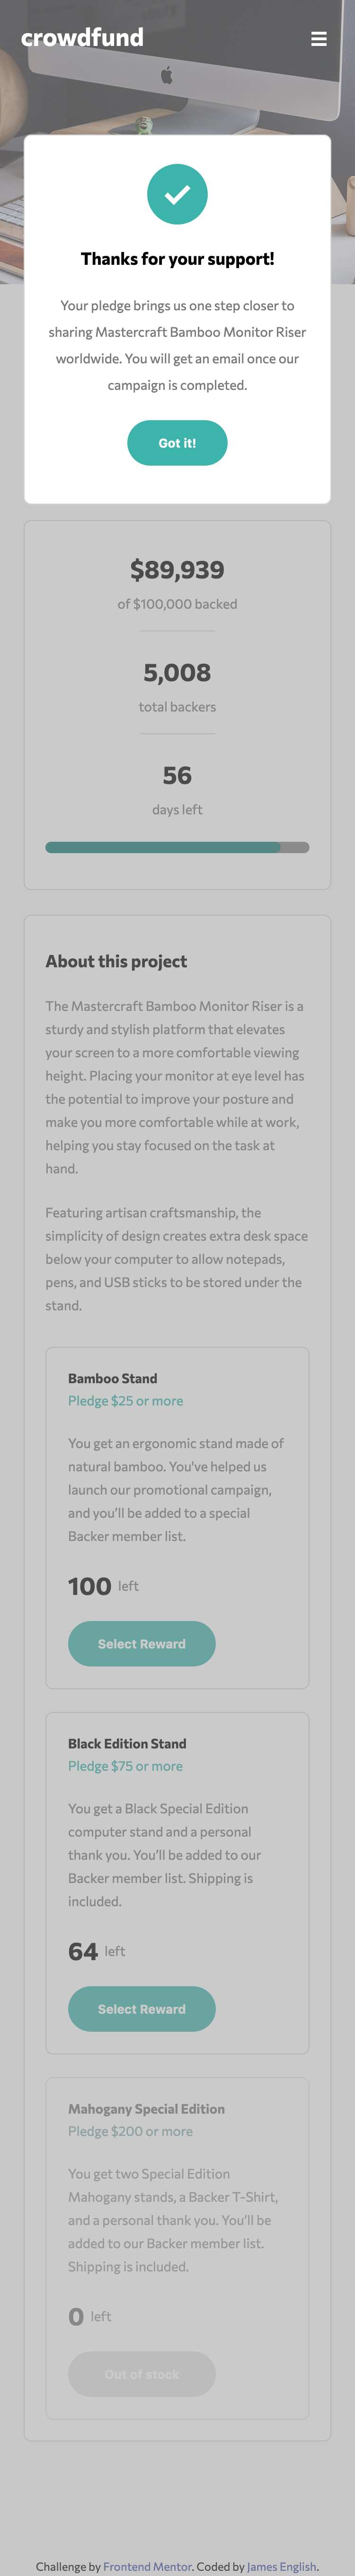 crowdfund
Thanks for your support!
Your pledge brings us one step closer to
sharing Mastercraft Bamboo Monitor Riser
worldwide. You will get an email once our
campaign is completed.
Got it!
$89,939
of $100,000 backed
5,008
total backers
56
days left
About this project
The Mastercraft Bamboo Monitor Riser is a
sturdy and stylish platform that elevates
your screen to a more comfortable viewing
height. Placing your monitor at eye level has
the potential to improve your posture and
make you more comfortable while at work,
helping you stay focused on the task at
hand.
Featuring artisan craftsmanship, the
simplicity of design creates extra desk space
below your computer to allow notepads,
pens, and USB sticks to be stored under the
stand.
Bamboo Stand
Pledge $25 or more
You get an ergonomic stand made of
natural bamboo. You've helped us
launch our promotional campaign,
and you'll be added to a special
Backer member list.
100 left
Select Reward
Black Edition Stand
Pledge $75 or more
You get a Black Special Edition
computer stand and a personal
thank you. You'll be added to our
Backer member list. Shipping is
included.
64 left
Select Reward
Mahogany Special Edition
Pledge $200 or more
You get two Special Edition
Mahogany stands, a Backer T-Shirt,
and a personal thank you. You'll be
added to our Backer member list.
Shipping is included.
0 left
Out of stock
Challenge by Frontend Mentor. Coded by James English.